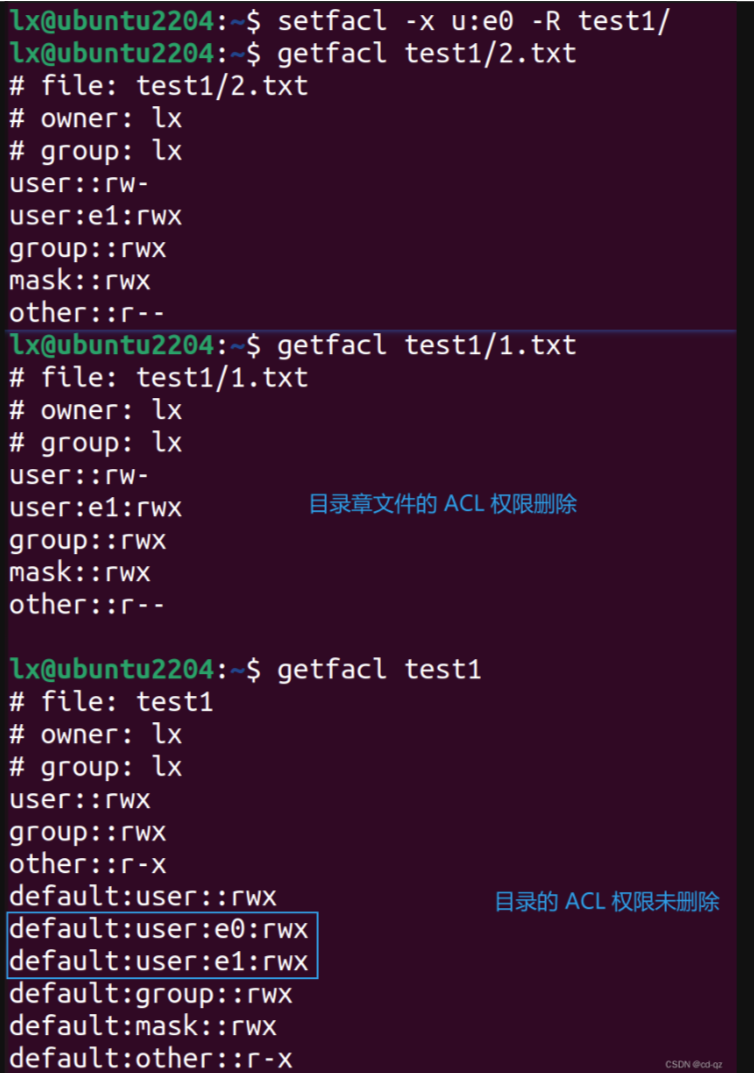 lx@ubuntu2204:~$ setfacl -x u:e0 -R test1/
lx@ubuntu2204:~$ getfacl test1/2.txt
# file: test1/2.txt
# owner: lx
# group: lx
user::rw-
user:e1:rwx
group::rwx
mask::rwx
other::r--
lx@ubuntu2204:~$ getfacl test1/1.txt
# file: test1/1.txt
# owner: lx
# group: lx
user::rw-
user:e1:rwx
目录章文件的 ACL 权限删除
group::rwx
mask::rwx
other::r--
lx@ubuntu2204:~$ getfacl test1
# file: test1
# owner: lx
# group: lx
user::rwx
group::rwx
other::r-x
default:user::rwx
目录的 ACL 权限未删除
default:user:e0:rwx
default:user:e1:rwx
default:group::rwx
default:mask::rwx
default:other::r-x
CSDN @cd-qz